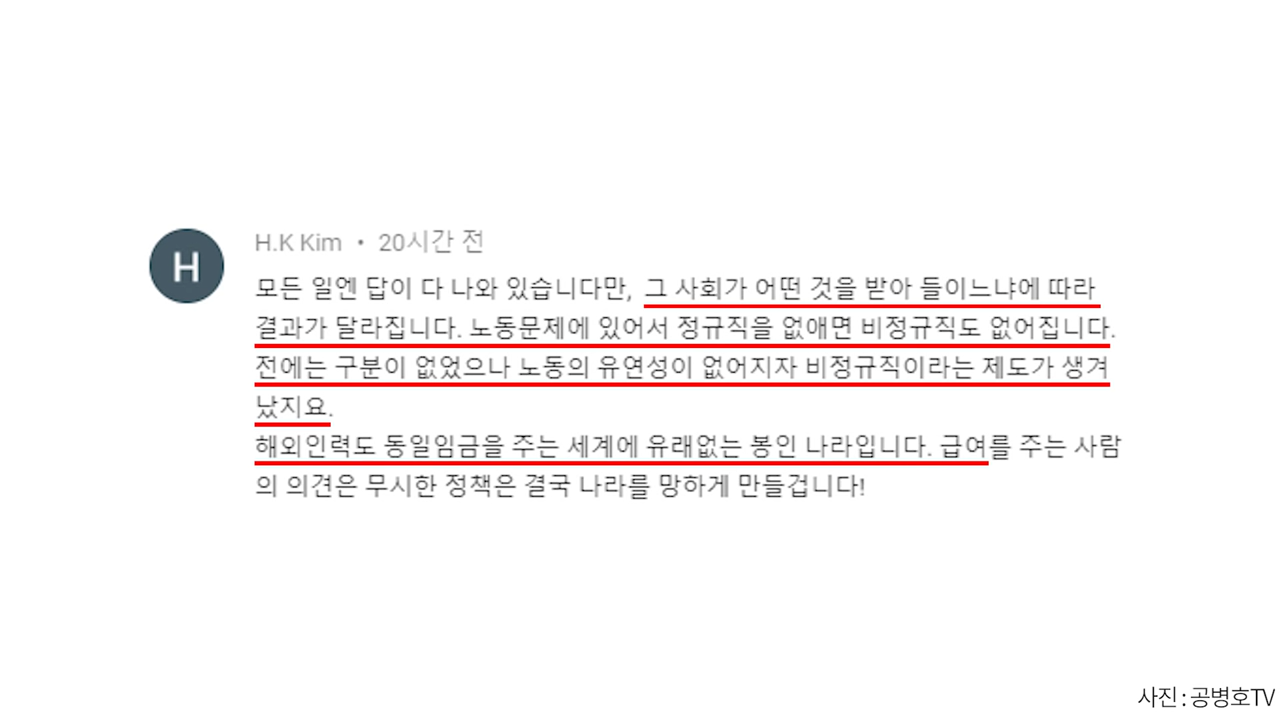 H
H.K Kim • 20시간 전
모든 일엔 답이 다 나와 있습니다만, 그 사회가 어떤 것을 받아 들이느냐에 따라
결과가 달라집니다. 노동문제에 있어서 정규직을 없애면 비정규직도 없어집니다.
전에는 구분이 없었으나 노동의 유연성이 없어지자 비정규직이라는 제도가 생겨
났지요.
해외인력도 동일임금을 주는 세계에 유래없는 봉인 나라입니다. 급여를 주는 사람
의 의견은 무시한 정책은 결국 나라를 망하게 만들겁니다!
사진 : 공병호TV